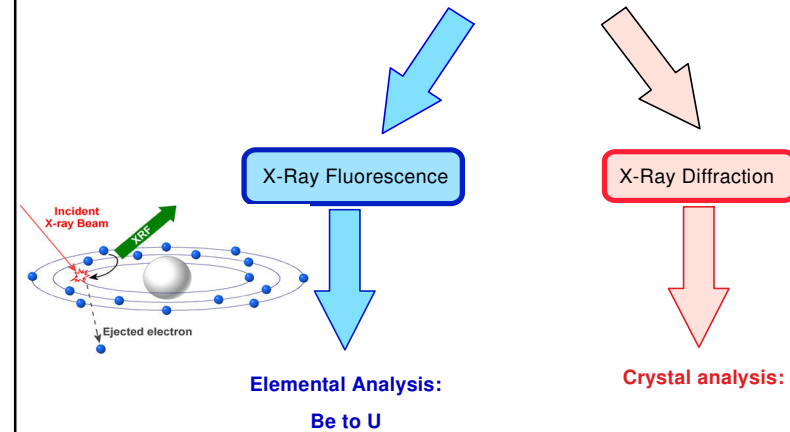 X-Ray Fluorescence
X-Ray Diffraction
Incident
X-ray Beam
XRF
Ejected electron
Elemental Analysis:
Be to U
Crystal analysis: